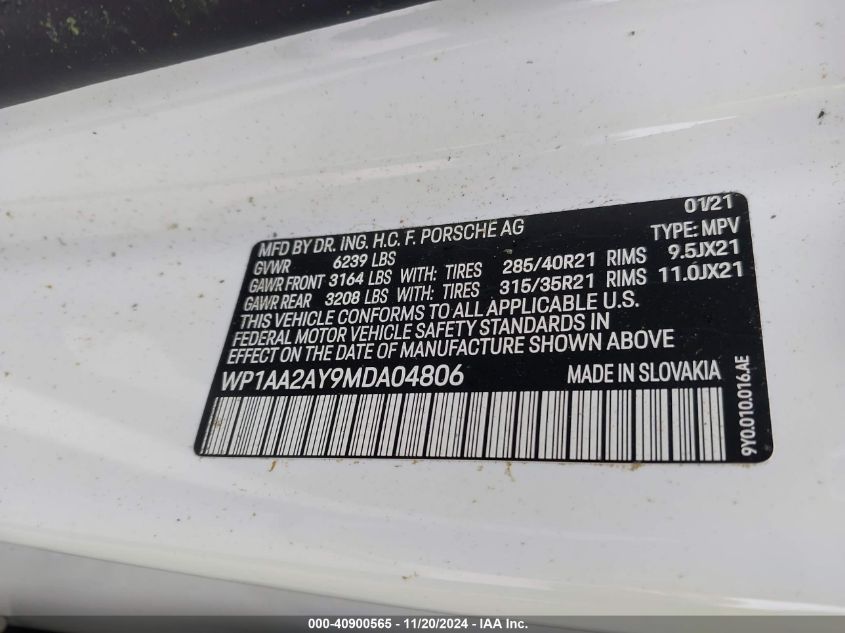 01/21
MFD BY DR. ING. H.C. F. PORSCHE AG TYPE: MPV
GVWR 6239 LBS
GAWR FRONT 3164 LBS WITH: TIRES 285/40R21 RIMS 9.5JX21
GAWR REAR 3208 LBS WITH: TIRES 315/35R21 RIMS 11.0JX21
THIS VEHICLE CONFORMS TO ALL APPLICABLE U.S.
FEDERAL MOTOR VEHICLE SAFETY STANDARDS IN
EFFECT ON THE DATE OF MANUFACTURE SHOWN ABOVE
WP1AA2AY9MDA04806 MADE IN SLOVAKIA
9Y0.010.016.AE
000-40900565 - 11/20/2024 - IAA Inc.